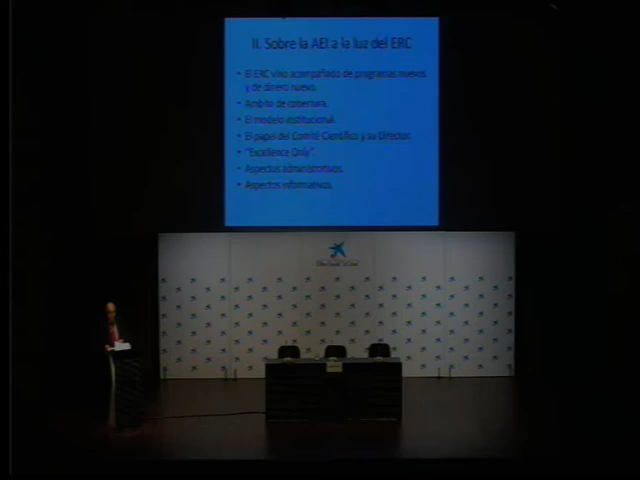 II. Sobre la AEI a la luz del ERC
• El ERC vino acompañado de programas nuevos
y de dinero nuevo.
• Ambito de cobertura.
• El modelo institucional.
• El papel del Comité Científico y su Director.
• "Excellence Only".
• Aspectos administrativos.
• Aspectos informativos.